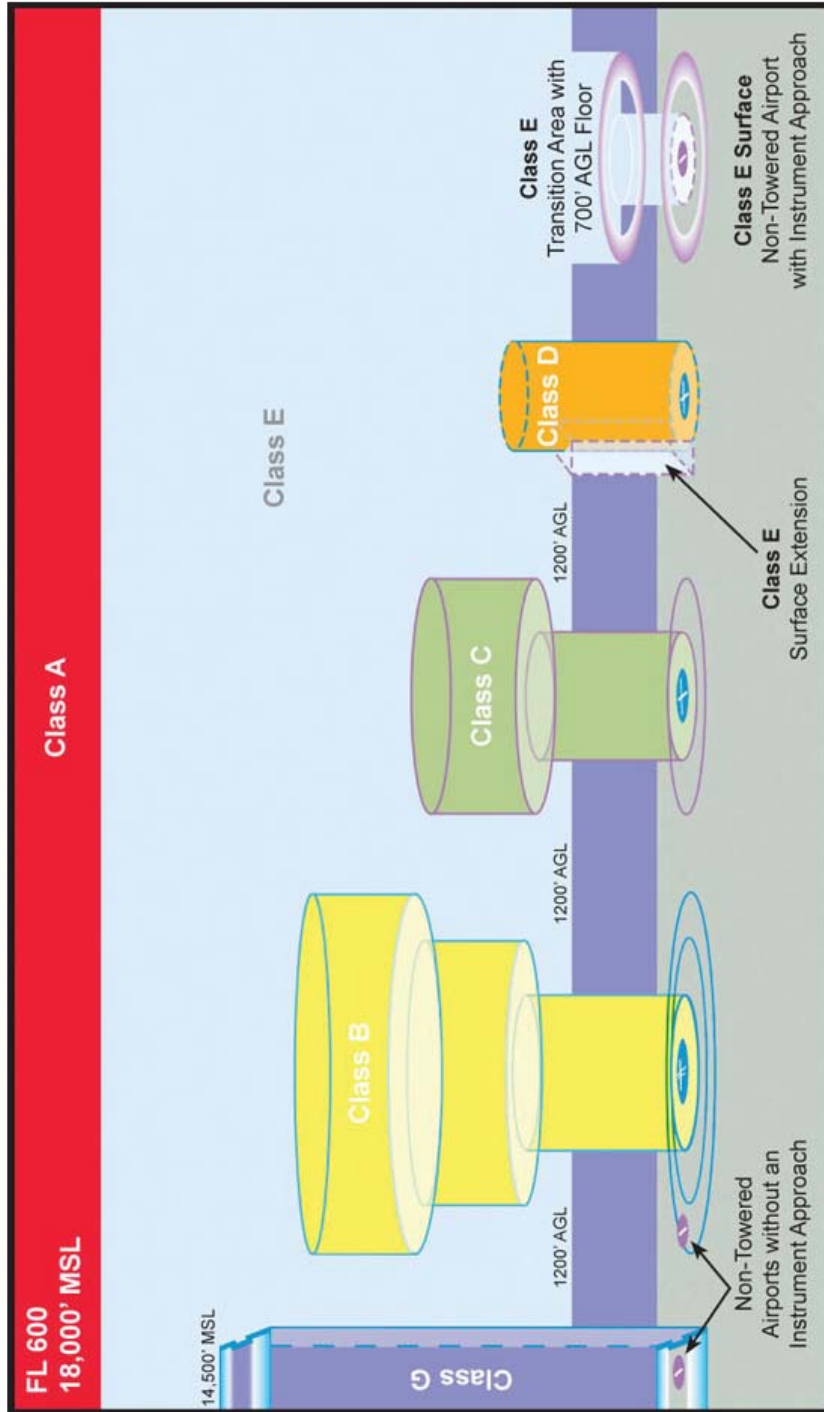 FL 600
18,000' MSL
Class A
14,500' MSL
Class G
1200' AGL
Class B
1200' AGL
Class C
1200' AGL
Class E
Class D
Class E
Transition Area with
700' AGL Floor
Non-Towered
Airports without an
Instrument Approach
Class E
Surface Extension
Class E Surface
Non-Towered Airport
with Instrument Approach